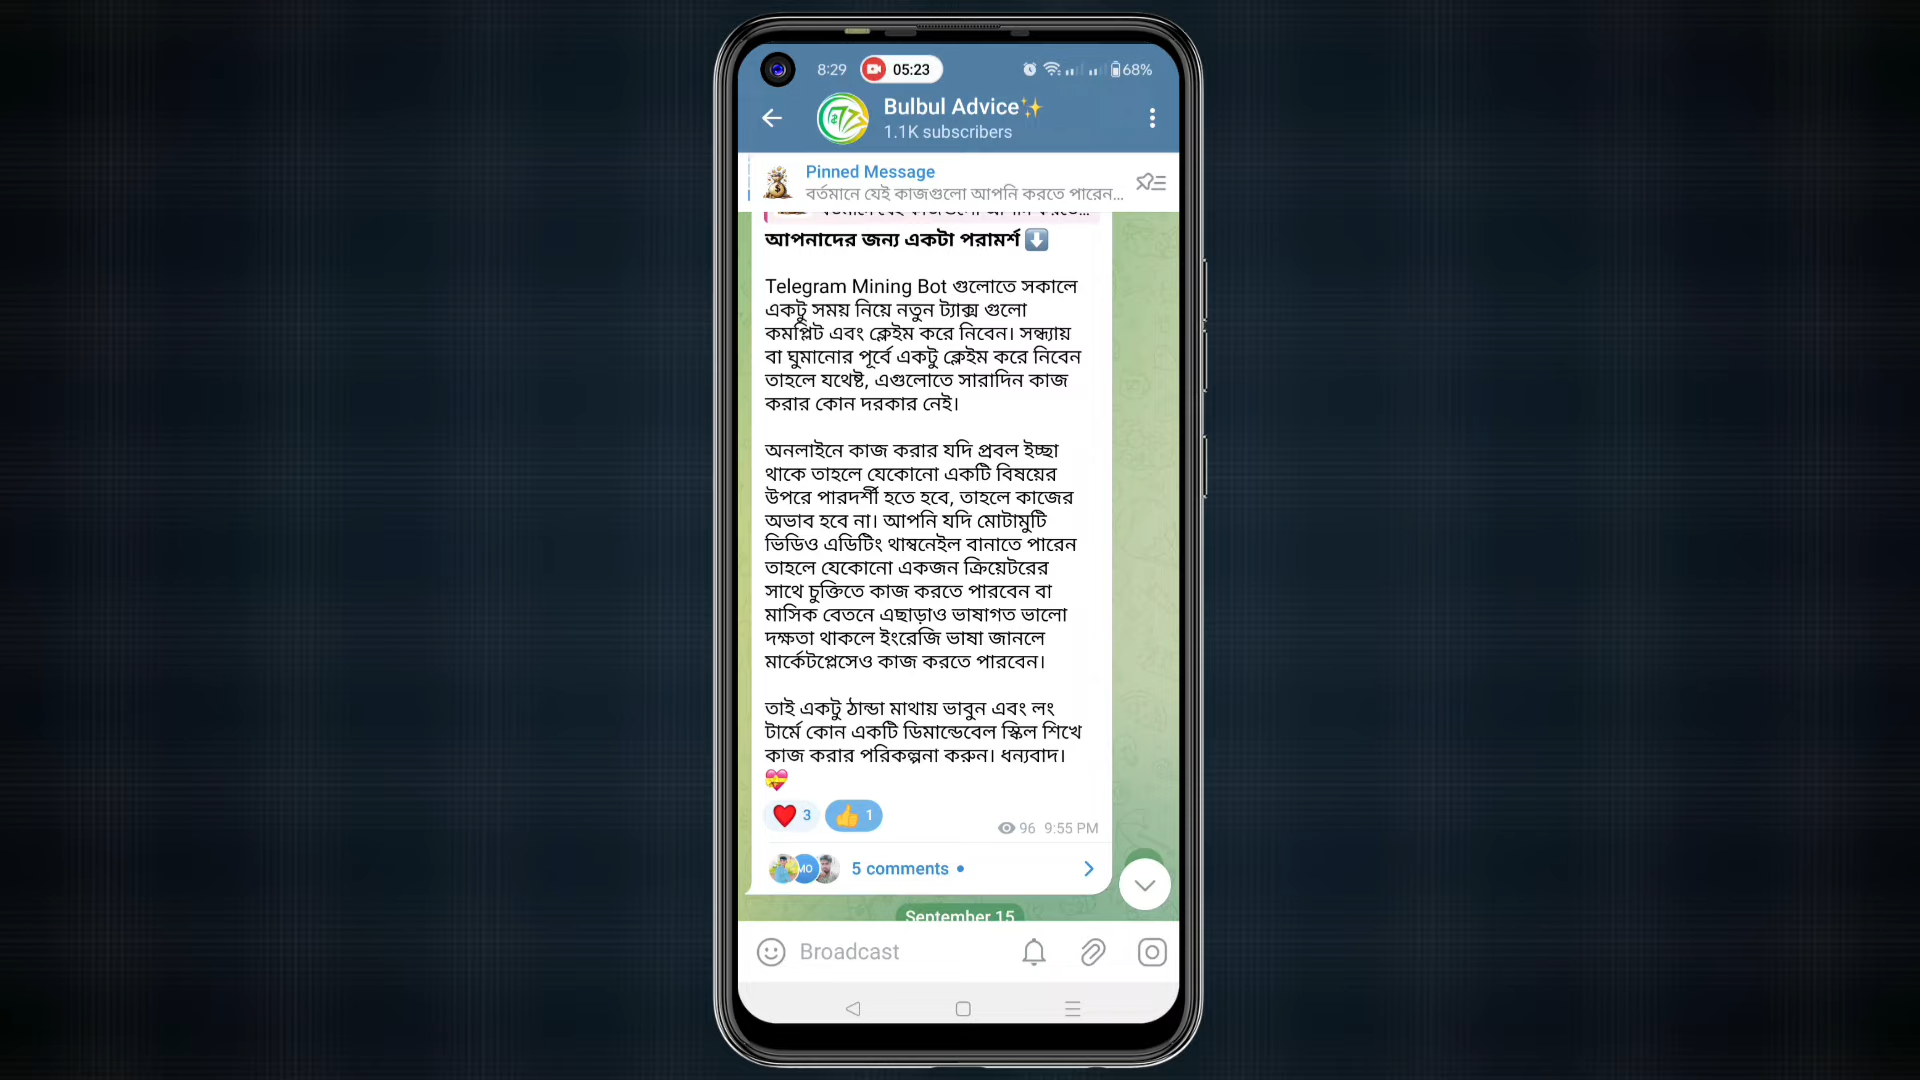 8:29
05:23
68%
Bulbul Advice✨
1.1K subscribers
Pinned Message
বর্তমানে যেই কাজগুলো আপনি করতে পারেন...
আপনাদের জন্য একটা পরামর্শ ⬇️
Telegram Mining Bot গুলোতে সকালে
একটু সময় নিয়ে নতুন ট্যাক্স গুলো
কমপ্লিট এবং ক্লেইম করে নিবেন। সন্ধ্যায়
বা ঘুমানোর পূর্বে একটু ক্লেইম করে নিবেন
তাহলে যথেষ্ট, এগুলোতে সারাদিন কাজ
করার কোন দরকার নেই।
অনলাইনে কাজ করার যদি প্রবল ইচ্ছা
থাকে তাহলে যেকোনো একটি বিষয়ের
উপরে পারদর্শী হতে হবে, তাহলে কাজের
অভাব হবে না। আপনি যদি মোটামুটি
ভিডিও এডিটিং থাম্বনেইল বানাতে পারেন
তাহলে যেকোনো একজন ক্রিয়েটরের
সাথে চুক্তিতে কাজ করতে পারবেন বা
মাসিক বেতনে এছাড়াও ভাষাগত ভালো
দক্ষতা থাকলে ইংরেজি ভাষা জানলে
মার্কেটপ্লেসেও কাজ করতে পারবেন।
তাই একটু ঠান্ডা মাথায় ভাবুন এবং লং
টার্মে কোন একটি ডিমান্ডেবেল স্কিল শিখে
কাজ করার পরিকল্পনা করুন। ধন্যবাদ।
💝
❤️ 3 👍 1
96 9:55 PM
MO
5 comments •
September 15
Broadcast